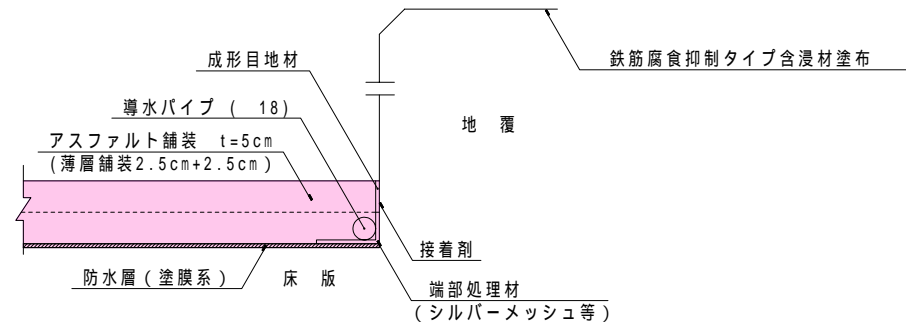 成形目地材
鉄筋腐食抑制タイプ含浸材塗布
導水パイプ ( 18)
地 覆
アスファルト舗装 t=5cm
(薄層舗装2.5cm+2.5cm)
接着剤
防水層(塗膜系)
床 版
端部処理材
(シルバーメッシュ等)